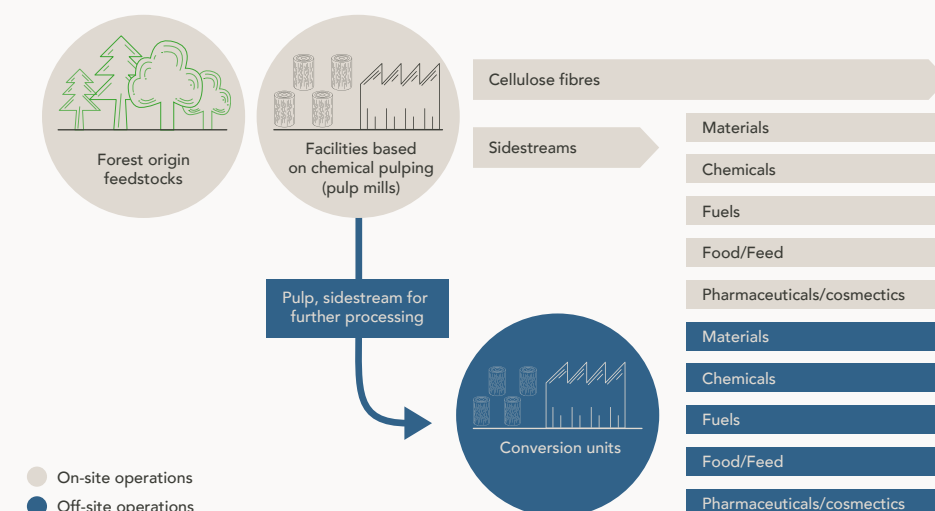 Forest origin
feedstocks
Facilities based
on chemical pulping
(pulp mills)
Cellulose fibres
Sidestreams
Materials
Chemicals
Fuels
Food/Feed
Pharmaceuticals/cosmectics
Pulp, sidestream for
further processing
Conversion units
Materials
Chemicals
Fuels
Food/Feed
Pharmaceuticals/cosmectics
On-site operations
Off-site operations